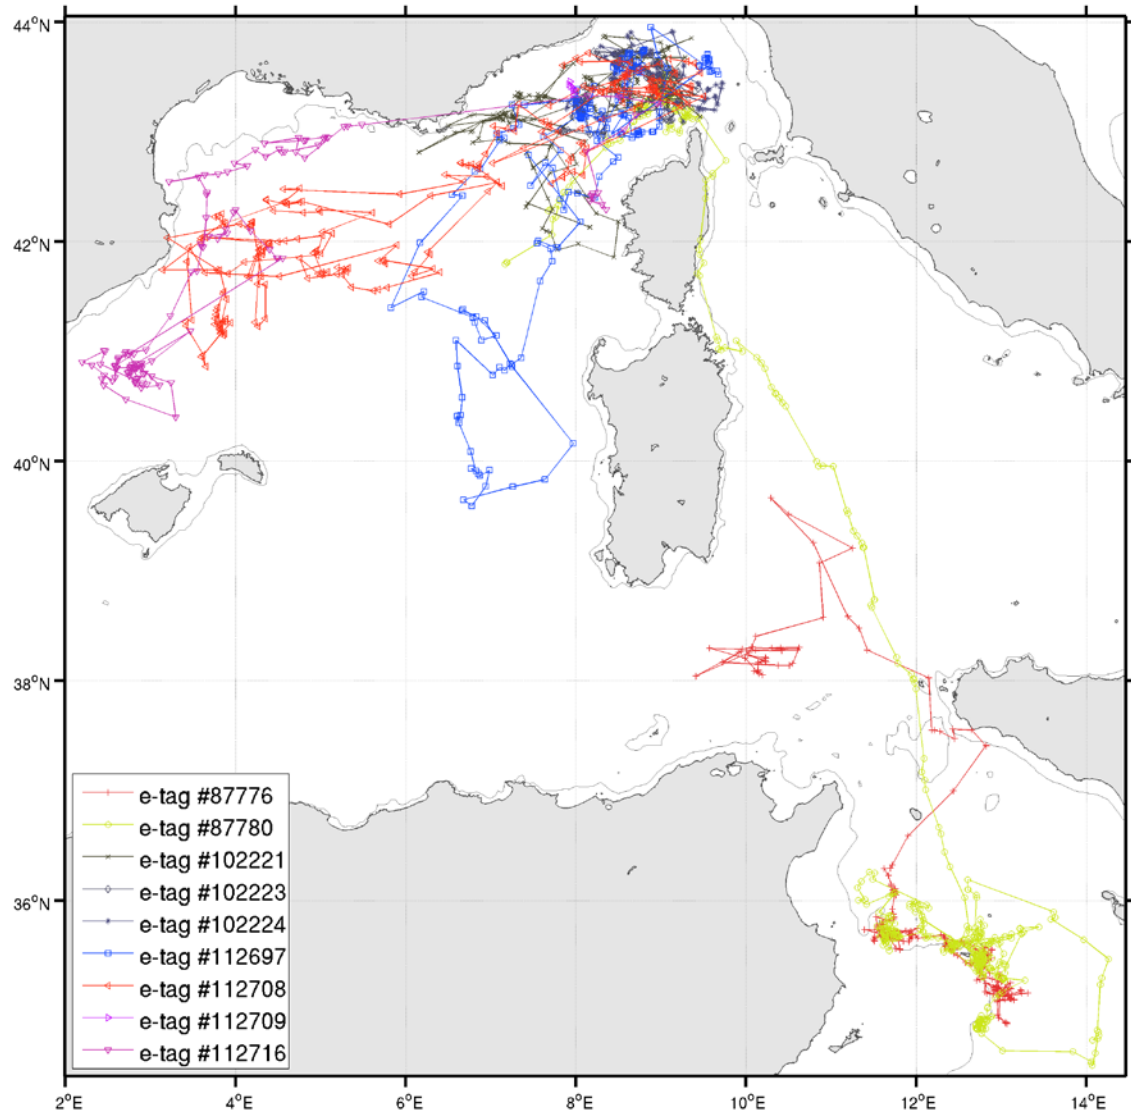 44°N
42°N
40°N
38°N
36°N
e-tag #87776
e-tag #87780
e-tag #102221
e-tag #102223
e-tag #102224
e-tag #112697
e-tag #112708
e-tag #112709
e-tag #112716
2°E 4°E 6°E 8°E 10°E 12°E 14°E